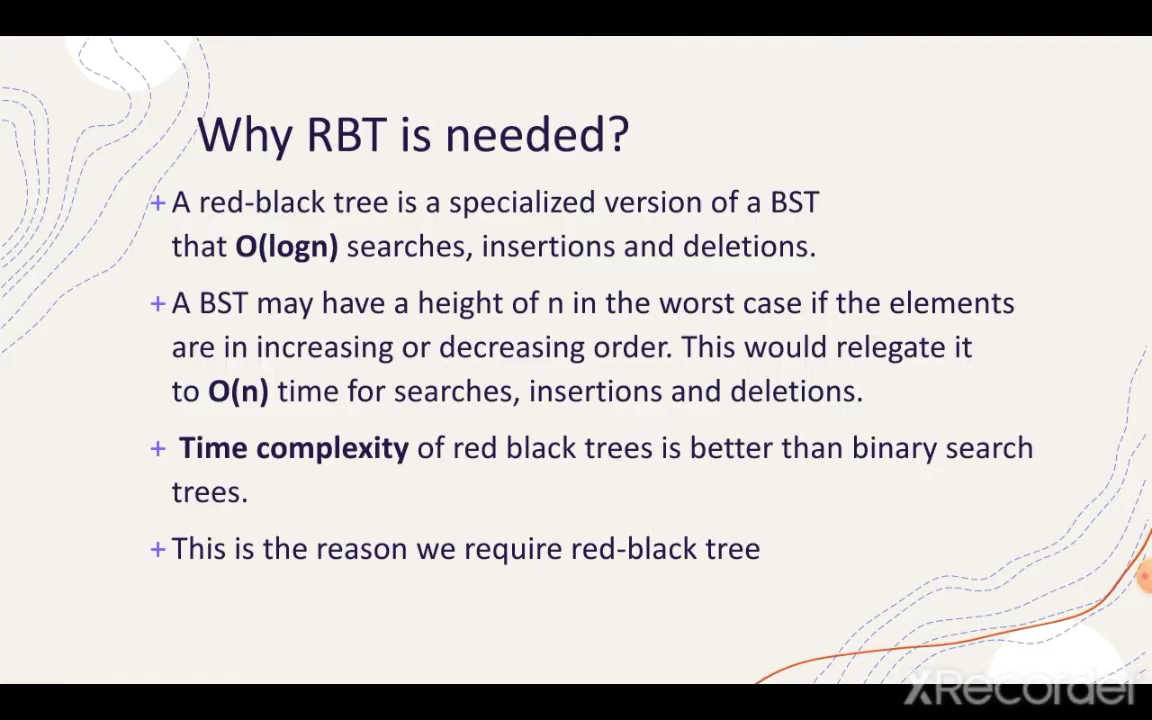 Why RBT is needed?
+ A red-black tree is a specialized version of a BST
that O(logn) searches, insertions and deletions.
+ A BST may have a height of n in the worst case if the elements
are in increasing or decreasing order. This would relegate it
to O(n) time for searches, insertions and deletions.
+ Time complexity of red black trees is better than binary search
trees.
+ This is the reason we require red-black tree
XRecorder